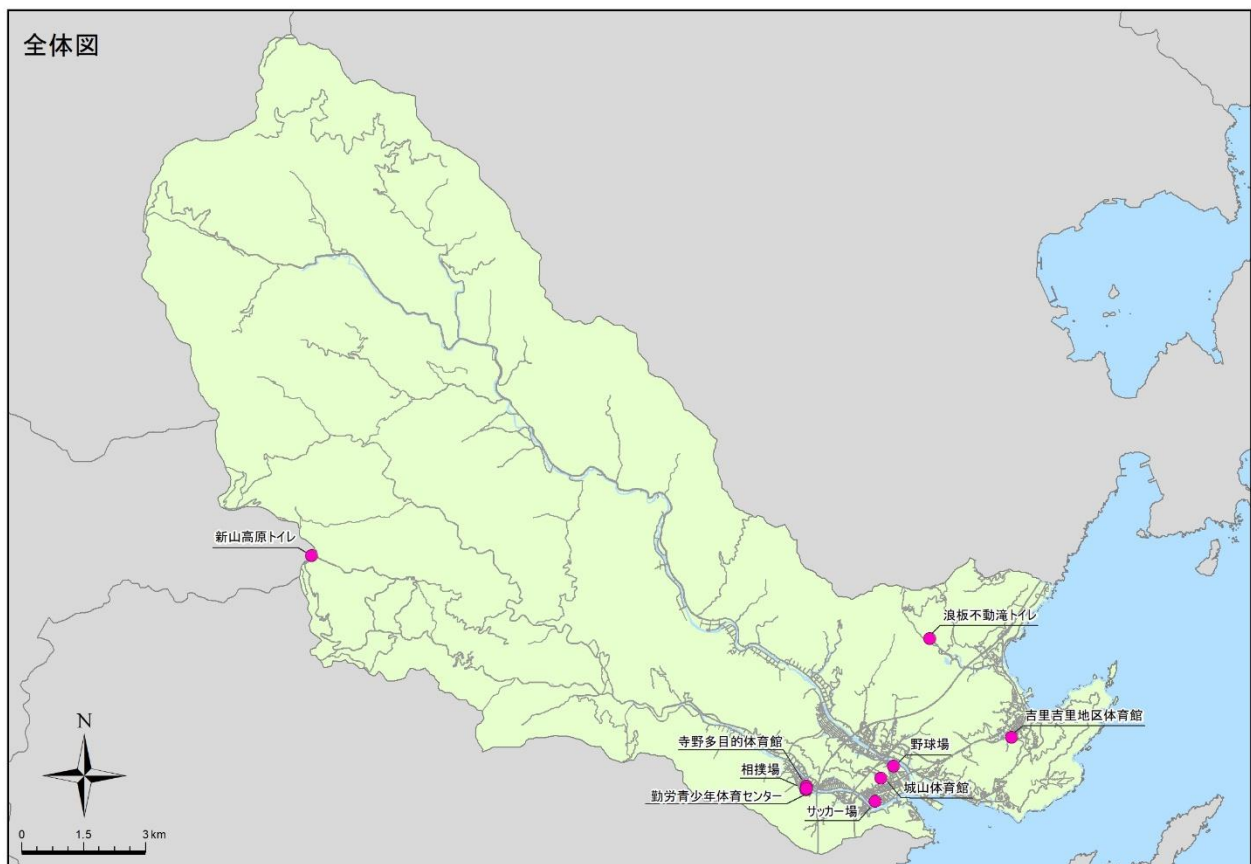 全体図
新山高原トイレ
浪板不動滝トイレ
吉里吉里地区体育館
寺野多目的体育館
野球場
相撲場
城山体育館
勤労青少年体育センター
サッカー場
N
0 1.5 3km